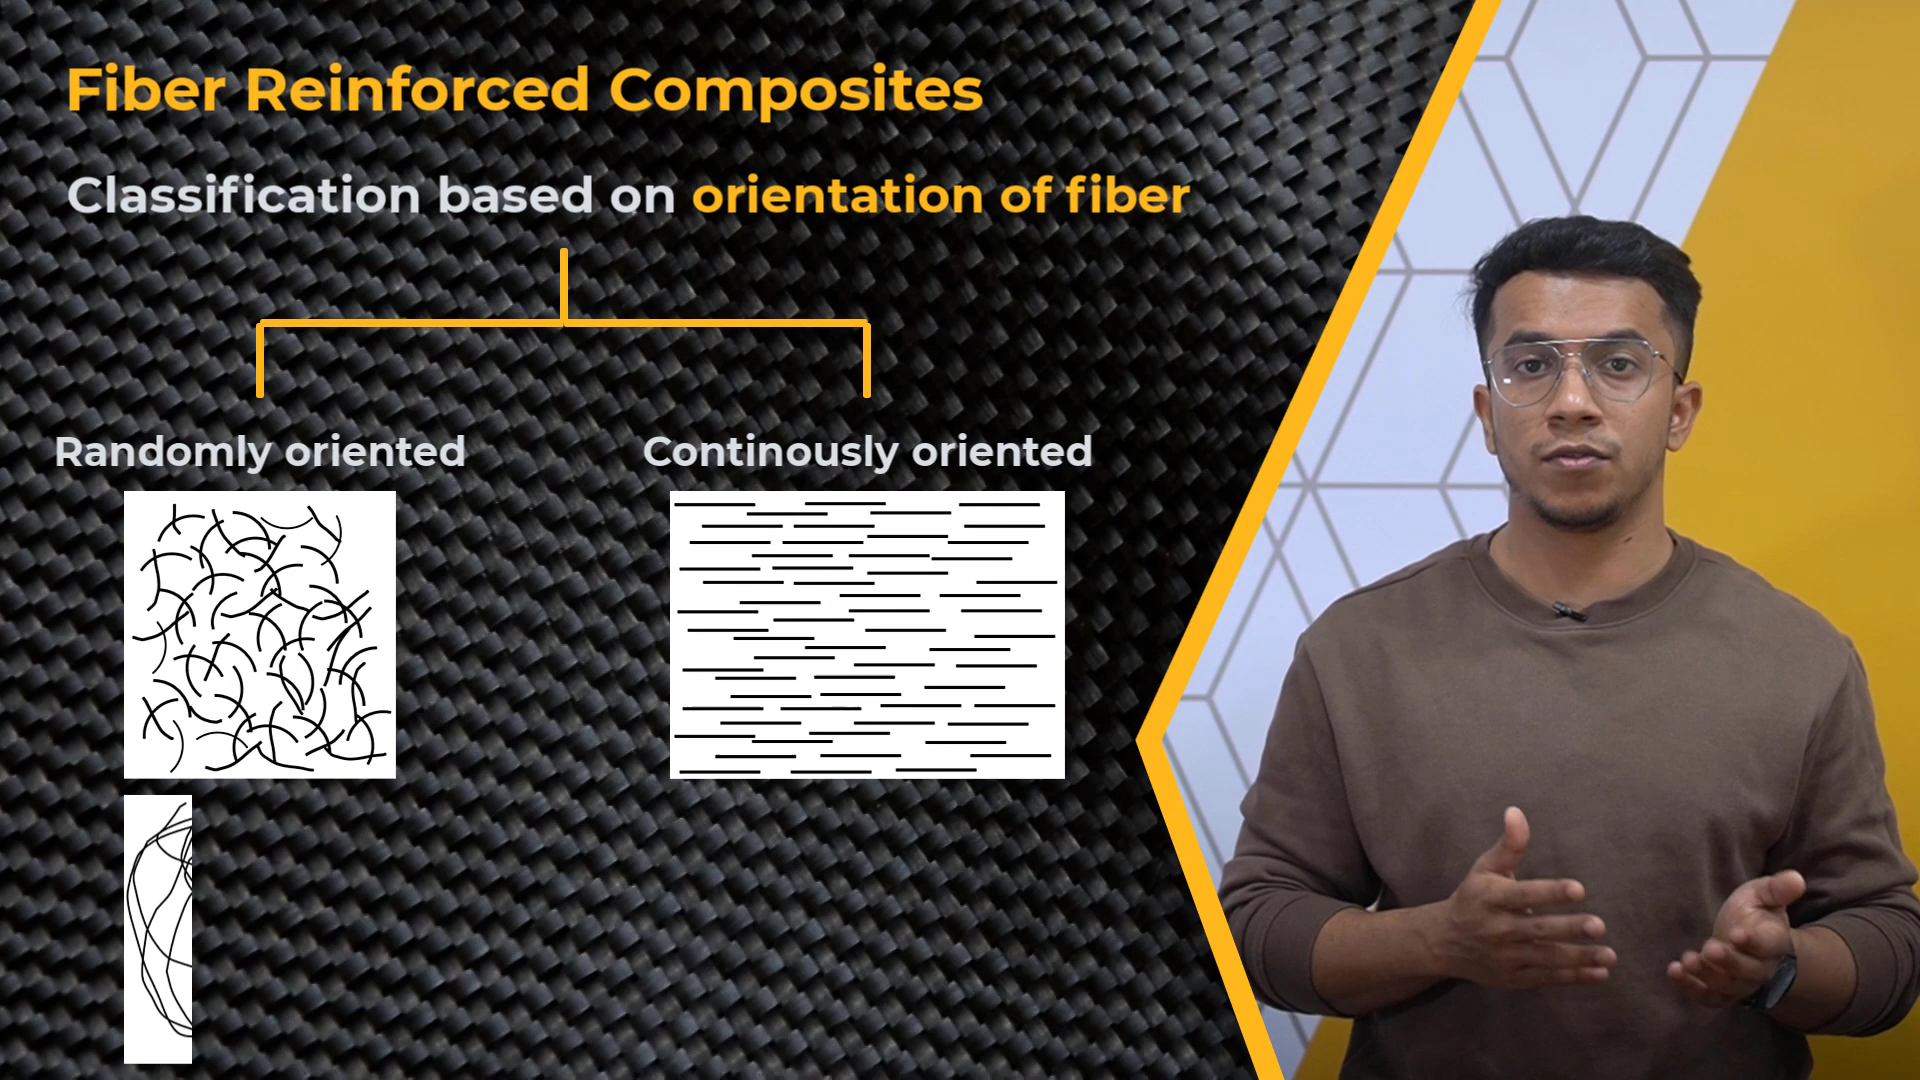 Fiber Reinforced Composites
Classification based on orientation of fiber
Randomly oriented
Continously oriented